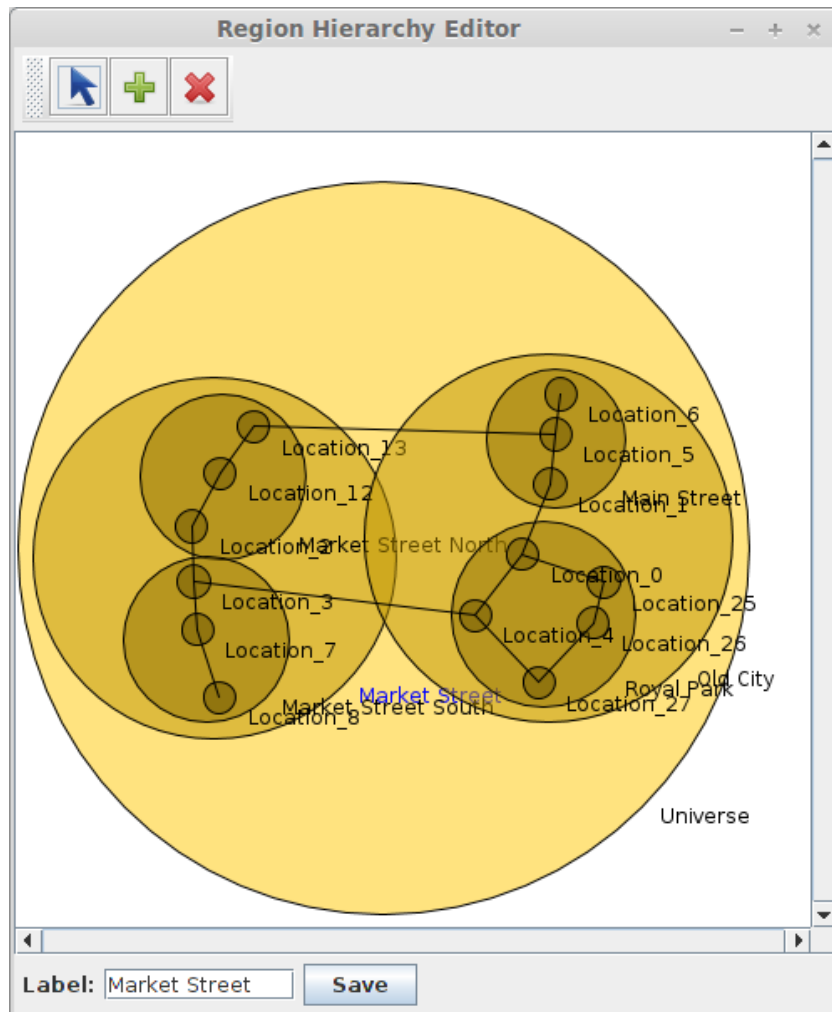 Region Hierarchy Editor
Location_6
Location_13
Location_5
Location_12
Main Street
Location_1
Location_2
Market Street North
Location_0
Location_3
Location_25
Location_4
Location_26
Location_7
Old City
Royal Park
Market Street
Location_27
Market Street South
Location_8
Universe
Label: Market Street Save